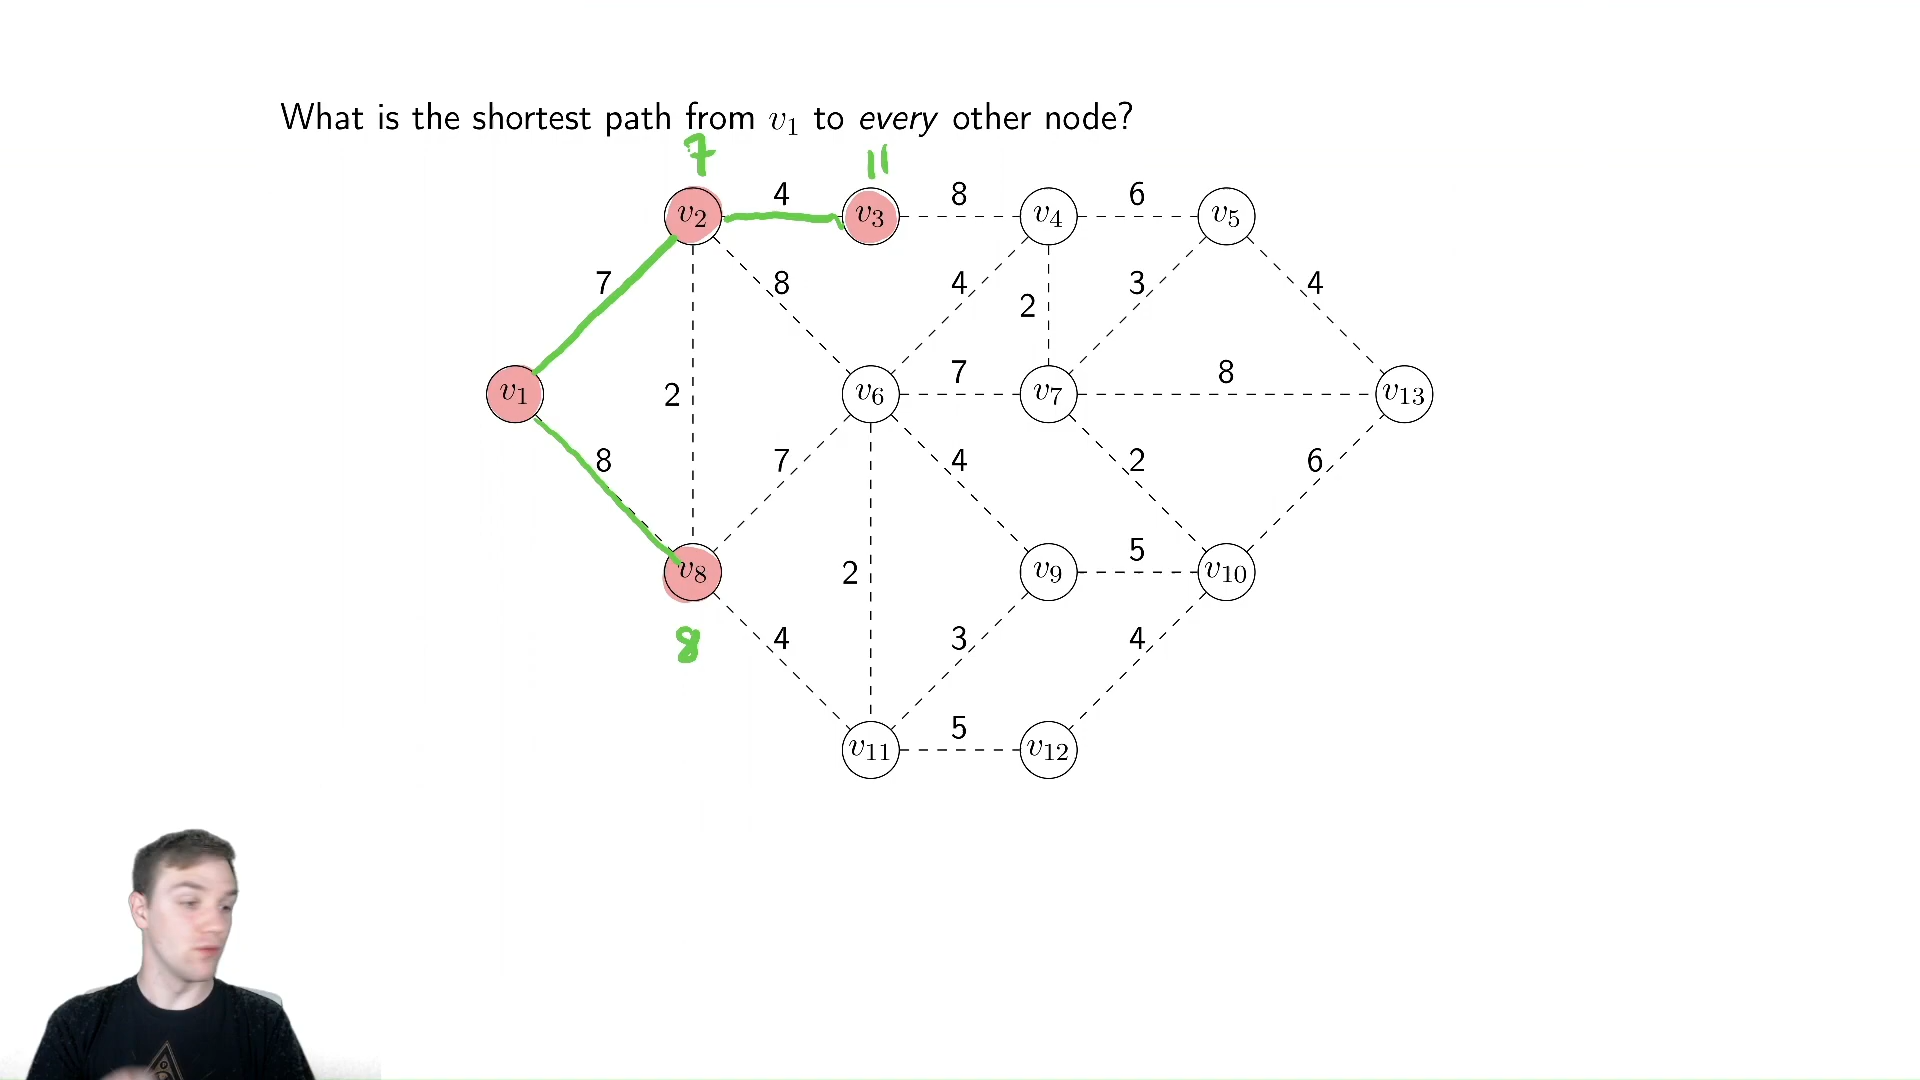 What is the shortest path from v₁ to every other node?
7 11
4 8 6
v₂ v₃ v₄ v₅
7 8 4 2 3 4
7 8
v₁ 2 v₆ v₇ v₁₃
8 7 4 2 6
5
v₈ 2 v₉ v₁₀
8 4 3 4
5
v₁₁ v₁₂